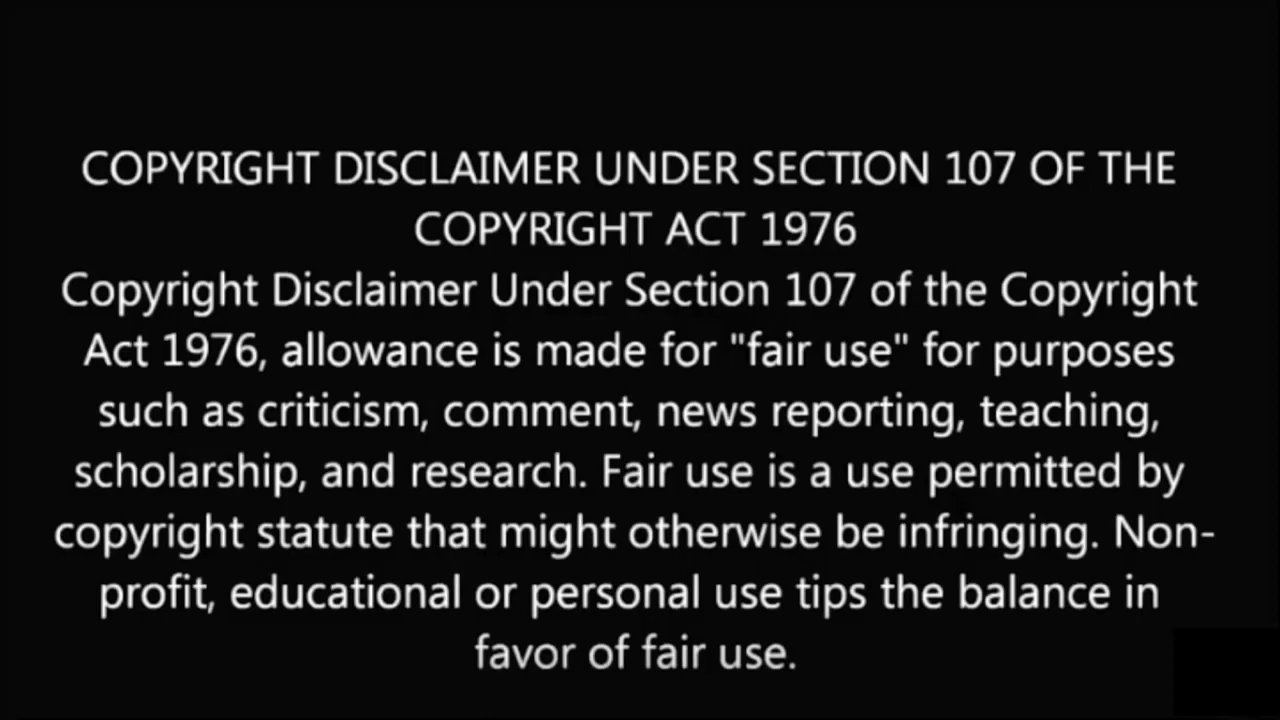 COPYRIGHT DISCLAIMER UNDER SECTION 107 OF THE
COPYRIGHT ACT 1976
Copyright Disclaimer Under Section 107 of the Copyright
Act 1976, allowance is made for "fair use" for purposes
such as criticism, comment, news reporting, teaching,
scholarship, and research. Fair use is a use permitted by
copyright statute that might otherwise be infringing. Non-
profit, educational or personal use tips the balance in
favor of fair use.